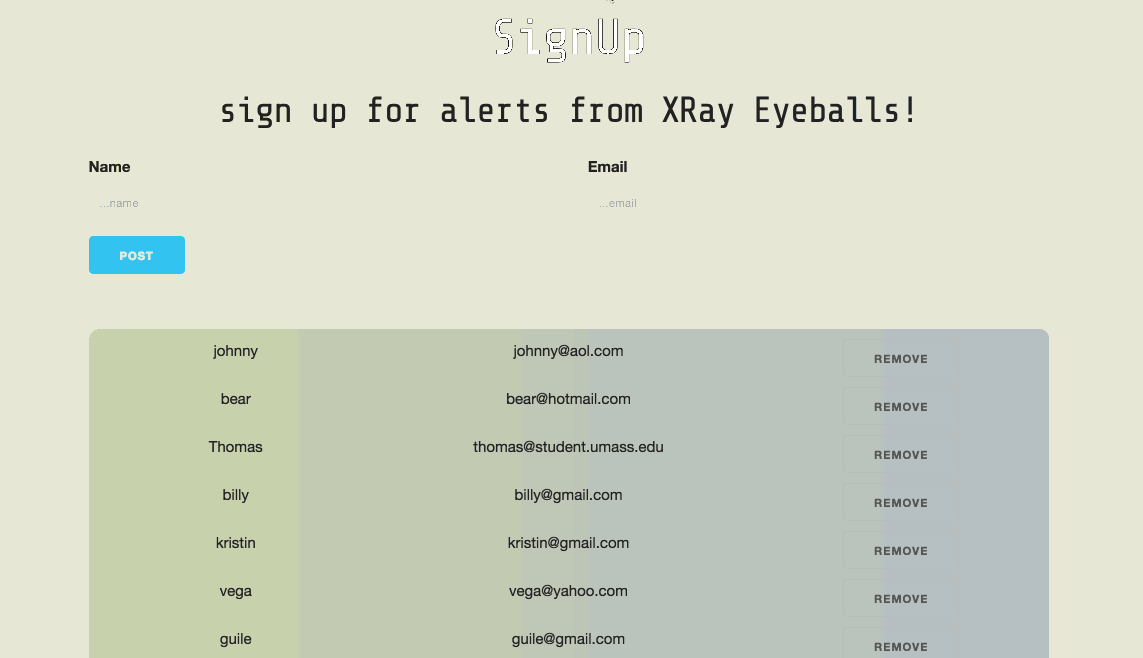 SignUp
sign up for alerts from XRay Eyeballs!
Name Email
...name ...email
POST
johnny johnny@aol.com REMOVE
bear bear@hotmail.com REMOVE
Thomas thomas@student.umass.edu REMOVE
billy billy@gmail.com REMOVE
kristin kristin@gmail.com REMOVE
vega vega@yahoo.com REMOVE
guile guile@gmail.com REMOVE